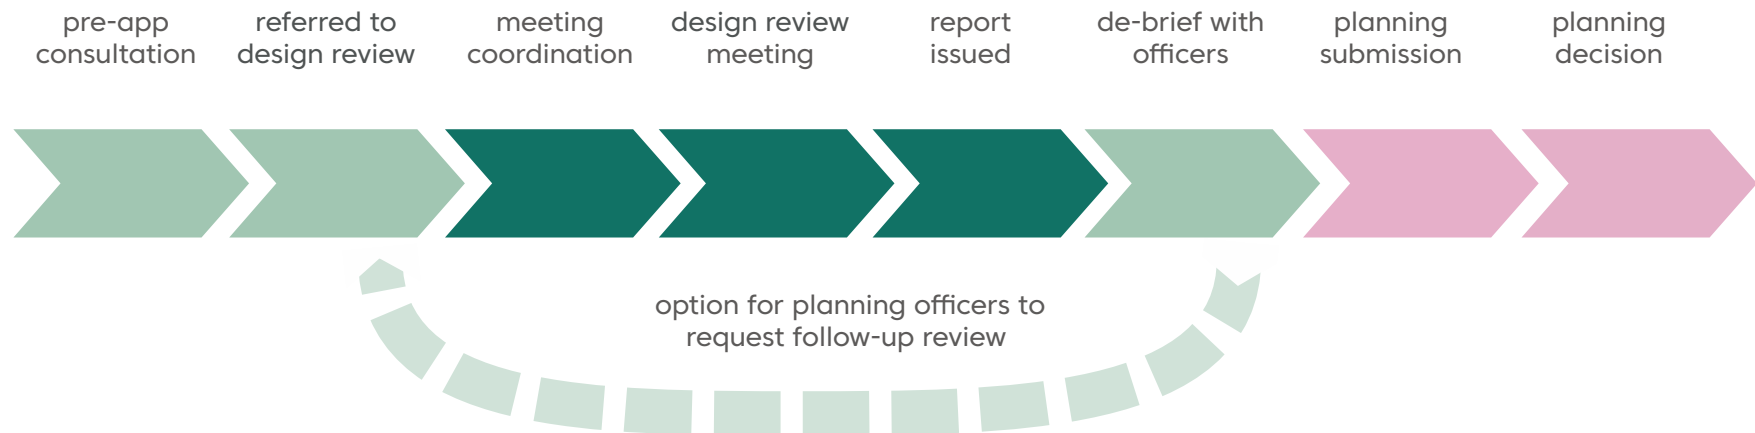 pre-app
consultation
referred to
design review
meeting
coordination
design review
meeting
report
issued
de-brief with
officers
planning
submission
planning
decision
option for planning officers to
request follow-up review